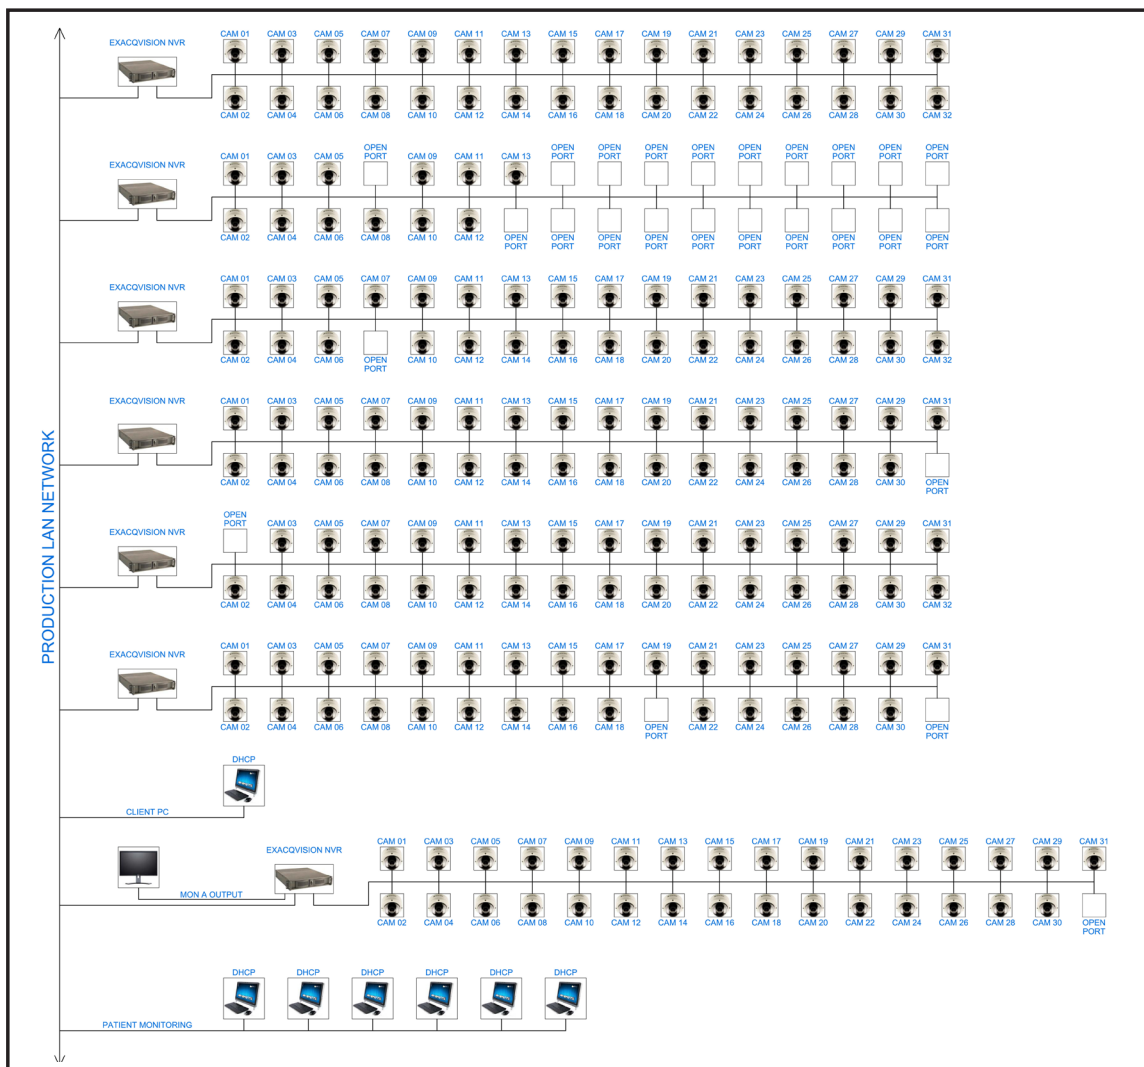 PRODUCTION LAN NETWORK
EXACQVISION NVR
CAM 01 CAM 03 CAM 05 CAM 07 CAM 09 CAM 11 CAM 13 CAM 15 CAM 17 CAM 19 CAM 21 CAM 23 CAM 25 CAM 27 CAM 29 CAM 31
CAM 02 CAM 04 CAM 06 CAM 08 CAM 10 CAM 12 CAM 14 CAM 16 CAM 18 CAM 20 CAM 22 CAM 24 CAM 26 CAM 28 CAM 30 CAM 32
EXACQVISION NVR
CAM 01 CAM 03 CAM 05 OPEN PORT CAM 09 CAM 11 CAM 13 OPEN PORT OPEN PORT OPEN PORT OPEN PORT OPEN PORT OPEN PORT OPEN PORT OPEN PORT OPEN PORT
CAM 02 CAM 04 CAM 06 CAM 08 CAM 10 CAM 12 OPEN PORT OPEN PORT OPEN PORT OPEN PORT OPEN PORT OPEN PORT OPEN PORT OPEN PORT OPEN PORT OPEN PORT
EXACQVISION NVR
CAM 01 CAM 03 CAM 05 CAM 07 CAM 09 CAM 11 CAM 13 CAM 15 CAM 17 CAM 19 CAM 21 CAM 23 CAM 25 CAM 27 CAM 29 CAM 31
CAM 02 CAM 04 CAM 06 OPEN PORT CAM 10 CAM 12 CAM 14 CAM 16 CAM 18 CAM 20 CAM 22 CAM 24 CAM 26 CAM 28 CAM 30 CAM 32
EXACQVISION NVR
CAM 01 CAM 03 CAM 05 CAM 07 CAM 09 CAM 11 CAM 13 CAM 15 CAM 17 CAM 19 CAM 21 CAM 23 CAM 25 CAM 27 CAM 29 CAM 31
CAM 02 CAM 04 CAM 06 CAM 08 CAM 10 CAM 12 CAM 14 CAM 16 CAM 18 CAM 20 CAM 22 CAM 24 CAM 26 CAM 28 CAM 30 OPEN PORT
EXACQVISION NVR
OPEN PORT CAM 03 CAM 05 CAM 07 CAM 09 CAM 11 CAM 13 CAM 15 CAM 17 CAM 19 CAM 21 CAM 23 CAM 25 CAM 27 CAM 29 CAM 31
CAM 02 CAM 04 CAM 06 CAM 08 CAM 10 CAM 12 CAM 14 CAM 16 CAM 18 CAM 20 CAM 22 CAM 24 CAM 26 CAM 28 CAM 30 CAM 32
EXACQVISION NVR
CAM 01 CAM 03 CAM 05 CAM 07 CAM 09 CAM 11 CAM 13 CAM 15 CAM 17 CAM 19 CAM 21 CAM 23 CAM 25 CAM 27 CAM 29 CAM 31
CAM 02 CAM 04 CAM 06 CAM 08 CAM 10 CAM 12 CAM 14 CAM 16 CAM 18 OPEN PORT CAM 22 CAM 24 CAM 26 CAM 28 CAM 30 OPEN PORT
DHCP
CLIENT PC
MON A OUTPUT
EXACQVISION NVR
CAM 01 CAM 03 CAM 05 CAM 07 CAM 09 CAM 11 CAM 13 CAM 15 CAM 17 CAM 19 CAM 21 CAM 23 CAM 25 CAM 27 CAM 29 CAM 31
CAM 02 CAM 04 CAM 06 CAM 08 CAM 10 CAM 12 CAM 14 CAM 16 CAM 18 CAM 20 CAM 22 CAM 24 CAM 26 CAM 28 CAM 30 OPEN PORT
DHCP DHCP DHCP DHCP DHCP DHCP
PATIENT MONITORING